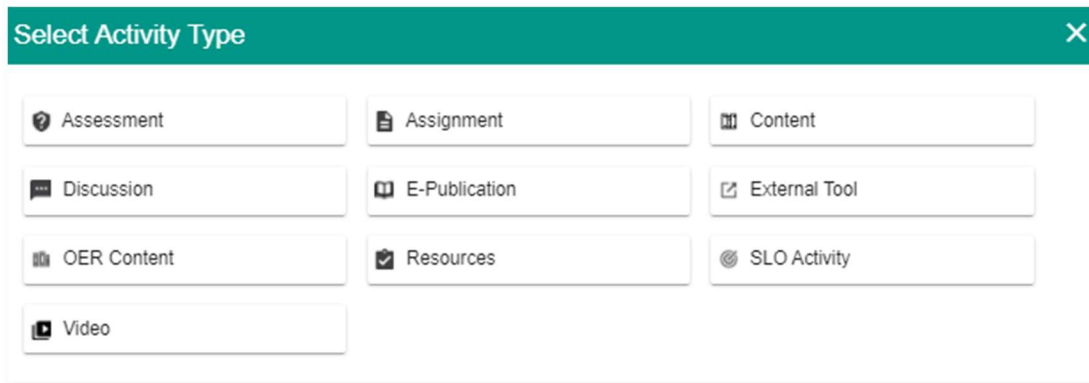 Select Activity Type
Assessment
Assignment
Content
Discussion
E-Publication
External Tool
OER Content
Resources
SLO Activity
Video